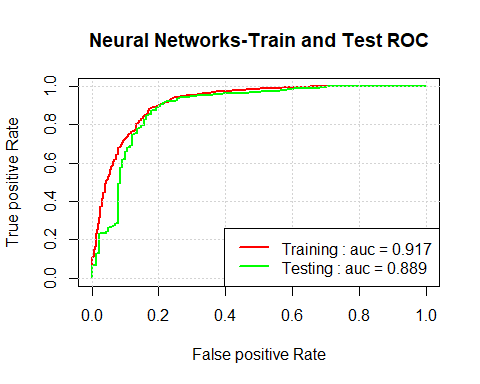 Neural Networks-Train and Test ROC
True positive Rate
1.0
0.8
0.6
0.4
0.2
0.0
Training : auc = 0.917
Testing : auc = 0.889
0.0 0.2 0.4 0.6 0.8 1.0
False positive Rate